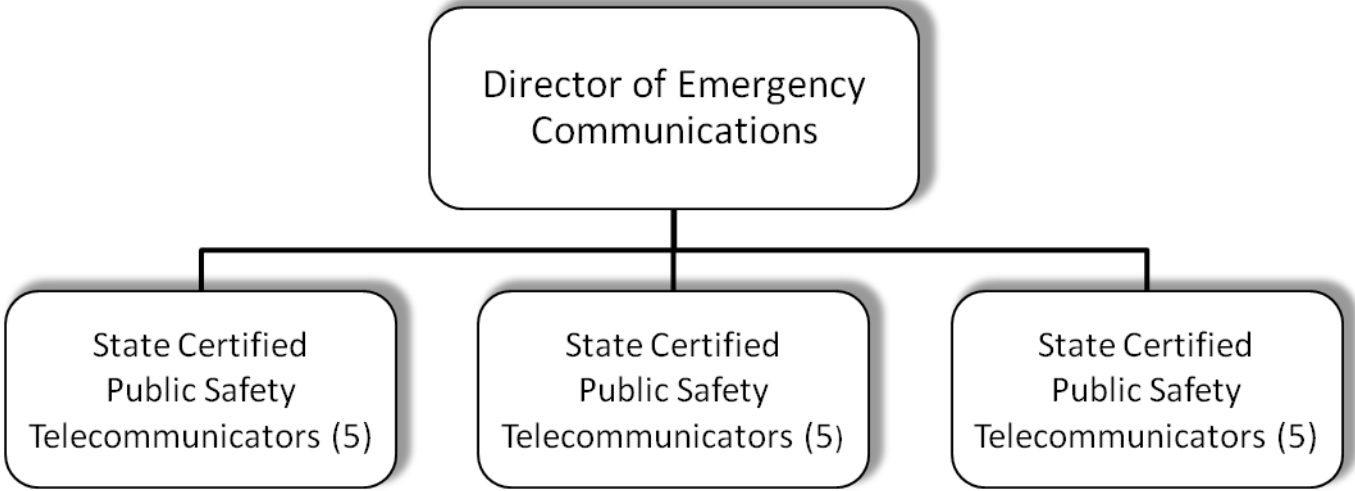 Director of Emergency
Communications
State Certified
Public Safety
Telecommunicators (5)
State Certified
Public Safety
Telecommunicators (5)
State Certified
Public Safety
Telecommunicators (5)